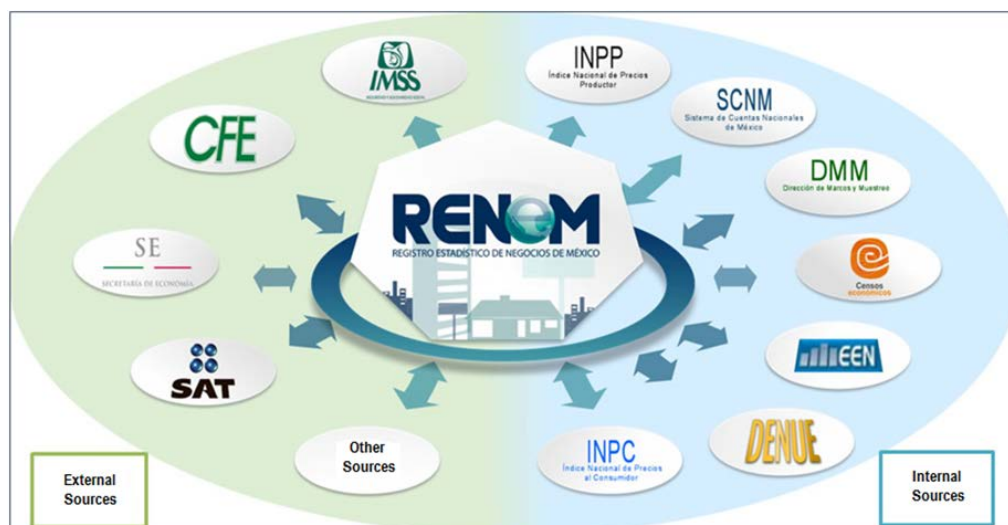 IMSS
INPP
Índice Nacional de Precios
Productor
SCNM
Sistema de Cuentas Nacionales
de México
CFE
DMM
Dirección de Marcos y Muestreo
RENOM
REGISTRO ESTADÍSTICO DE NEGOCIOS DE MÉXICO
SE
SECRETARÍA DE ECONOMÍA
Censos
económicos
SAT
EEN
Other
Sources
INPC
Índice Nacional de Precios
al Consumidor
DENUE
External
Sources
Internal
Sources